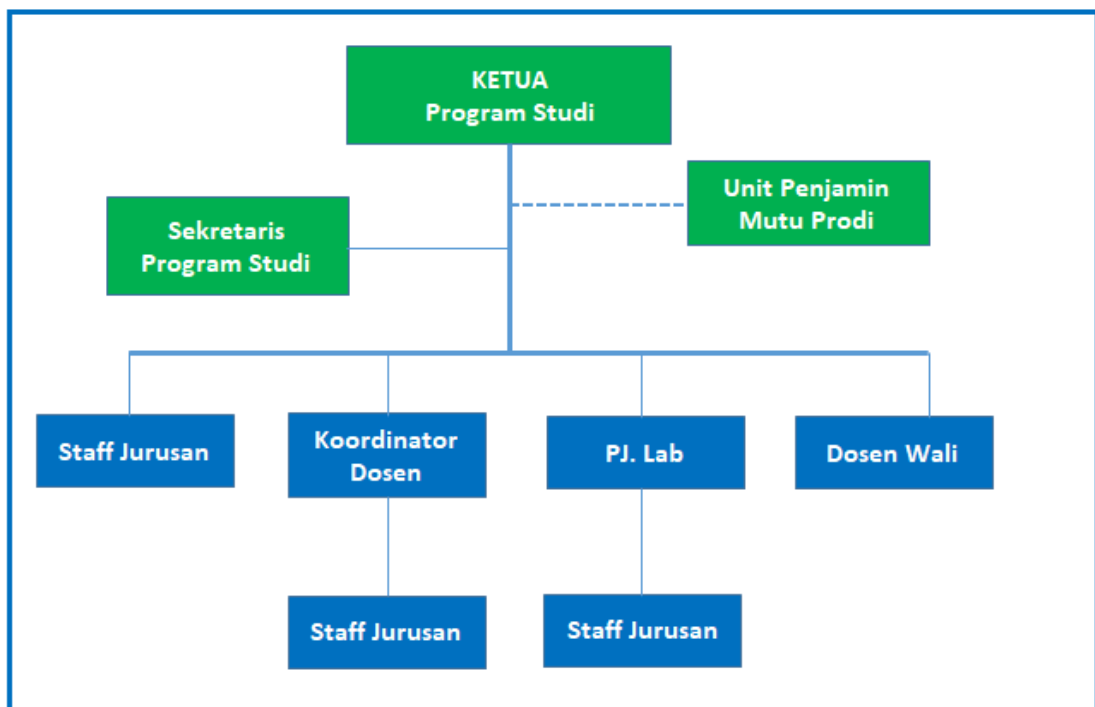 KETUA
Program Studi
Unit Penjamin
Mutu Prodi
Sekretaris
Program Studi
Staff Jurusan
Koordinator
Dosen
PJ. Lab
Dosen Wali
Staff Jurusan
Staff Jurusan